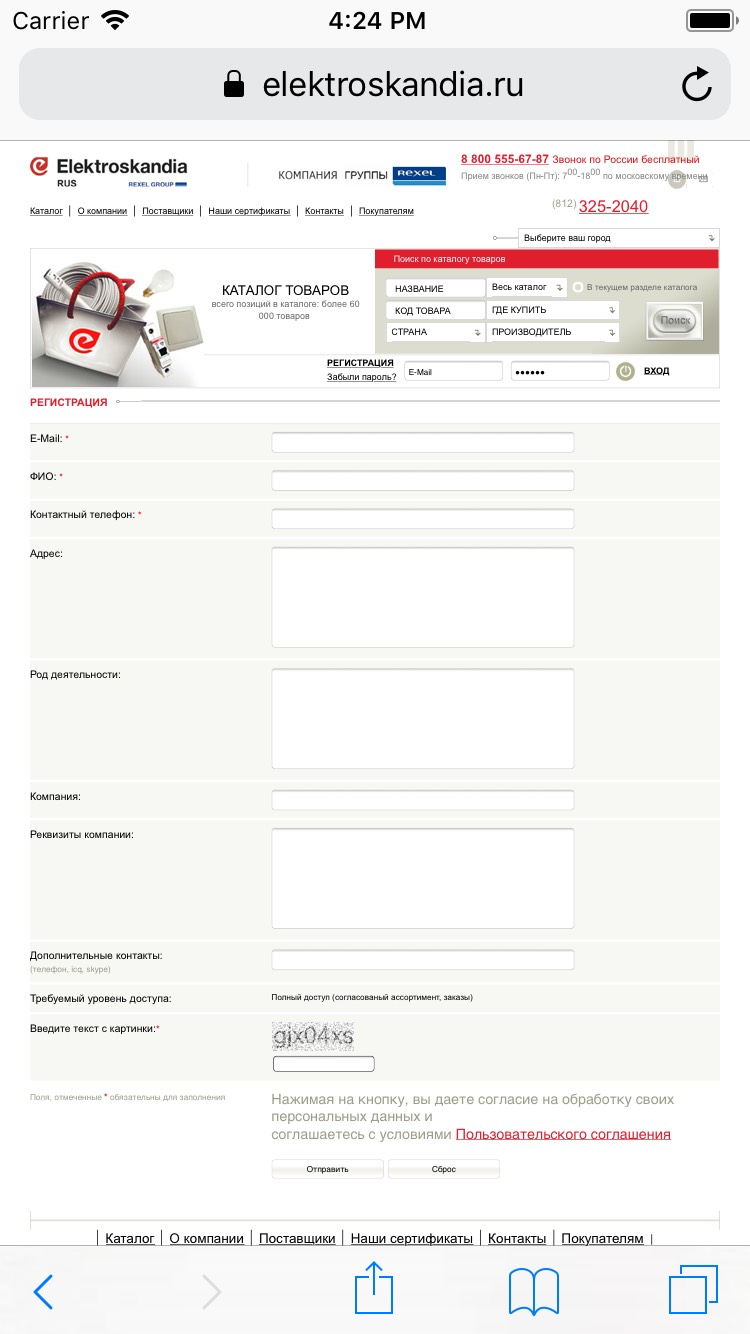 Carrier 4:24 PM
elektroskandia.ru
Elektroskandia
RUS REXEL GROUP
КОМПАНИЯ ГРУППЫ REXEL
8 800 555-67-87 Звонок по России бесплатный
Прием звонков (Пн-Пт): 7⁰⁰-18⁰⁰ по московскому времени
(812) 325-2040
Каталог О компании Поставщики Наши сертификаты Контакты Покупателям
Выберите ваш город
КАТАЛОГ ТОВАРОВ
всего позиций в каталоге: более 60
000 товаров
Поиск по каталогу товаров
НАЗВАНИЕ Весь каталог В текущем разделе каталога
КОД ТОВАРА ГДЕ КУПИТЬ
СТРАНА ПРОИЗВОДИТЕЛЬ
Поиск
РЕГИСТРАЦИЯ
Забыли пароль? E-Mail •••••• ВХОД
РЕГИСТРАЦИЯ
E-Mail: *
ФИО: *
Контактный телефон: *
Адрес:
Род деятельности:
Компания:
Реквизиты компании:
Дополнительные контакты:
(телефон, icq, skype)
Требуемый уровень доступа: Полный доступ (согласованый ассортимент, заказы)
Введите текст с картинки:*
gjx04xs
Поля, отмеченные * обязательны для заполнения
Нажимая на кнопку, вы даете согласие на обработку своих
персональных данных и
соглашаетесь с условиями Пользовательского соглашения
Отправить Сброс
Каталог О компании Поставщики Наши сертификаты Контакты Покупателям